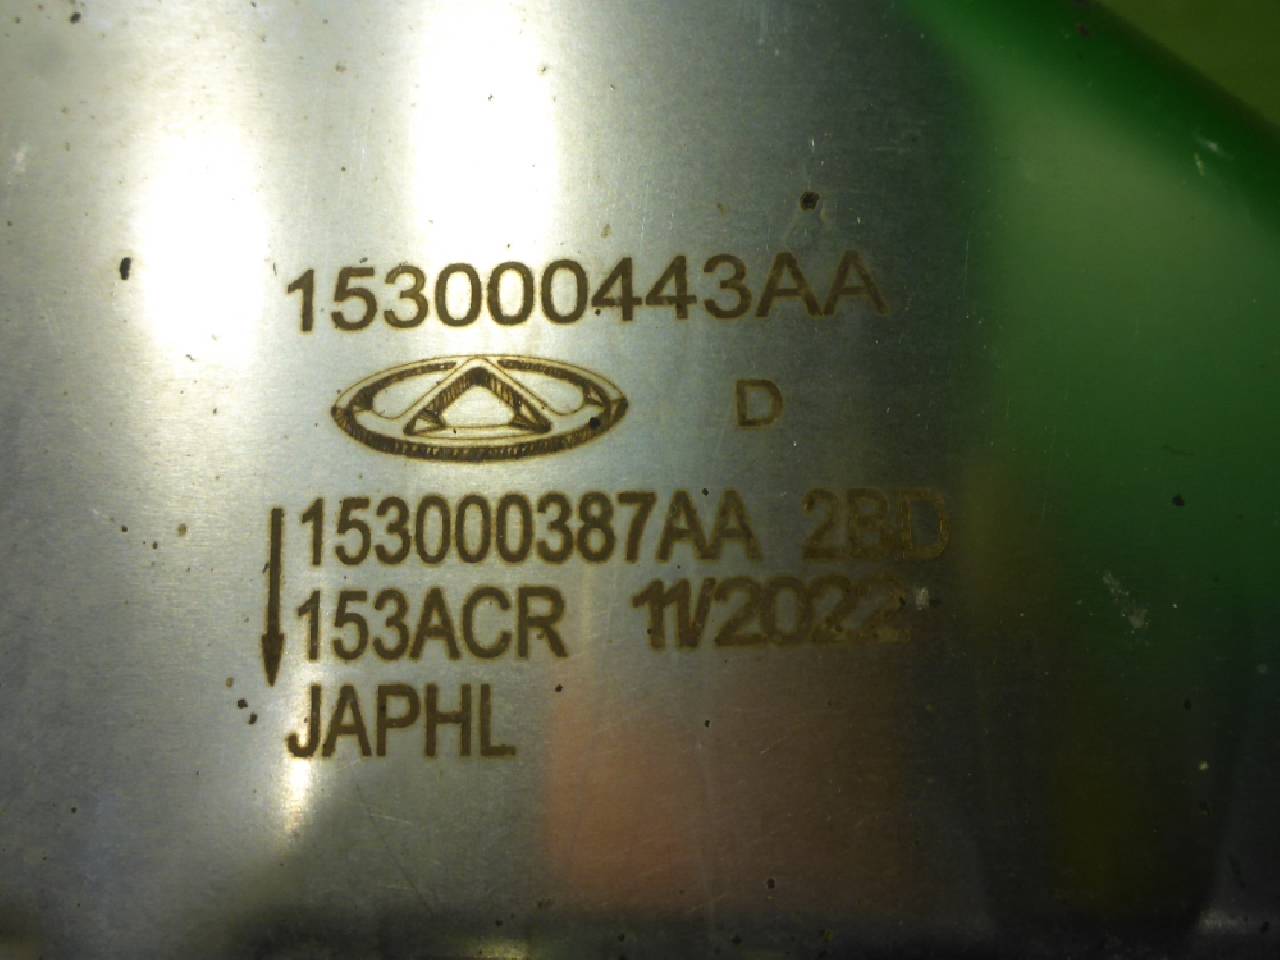 153000443AA
D
153000387AA 2BD
153ACR 11/2022
JAPHL